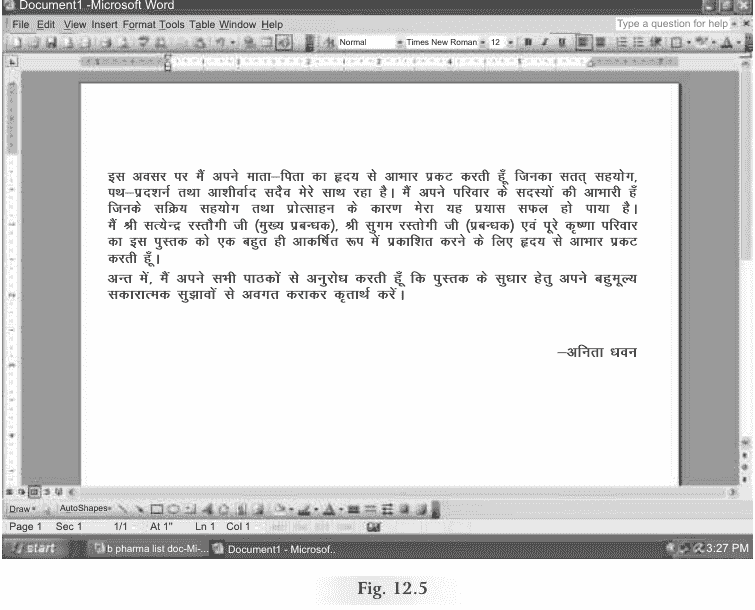 Document1 -Microsoft Word
File Edit View Insert Format Tools Table Window Help
Type a question for help
Normal Times New Roman 12
इस अवसर पर मैं अपने माता–पिता का हृदय से आभार प्रकट करती हूँ जिनका सतत् सहयोग,
पथ–प्रदशर्न तथा आशीर्वाद सदैव मेरे साथ रहा है। मैं अपने परिवार के सदस्यों की आभारी हँ
जिनके सक्रिय सहयोग तथा प्रोत्साहन के कारण मेरा यह प्रयास सफल हो पाया है।
मैं श्री सत्येन्द्र रस्तौगी जी (मुख्य प्रबन्धक), श्री सुगम रस्तोगी जी (प्रबन्धक) एवं पूरे कृष्णा परिवार
का इस पुस्तक को एक बहुत ही आकर्षित रूप में प्रकाशित करने के लिए हृदय से आभार प्रकट
करती हूँ।
अन्त में, मैं अपने सभी पाठकों से अनुरोध करती हूँ कि पुस्तक के सुधार हेतु अपने बहुमूल्य
सकारात्मक सुझावों से अवगत कराकर कृतार्थ करें।
–अनिता धवन
Draw AutoShapes
Page 1 Sec 1 1/1 At 1" Ln 1 Col 1
start b pharma list doc-Mi-... Document1 - Microsof.. 3:27 PM
Fig. 12.5